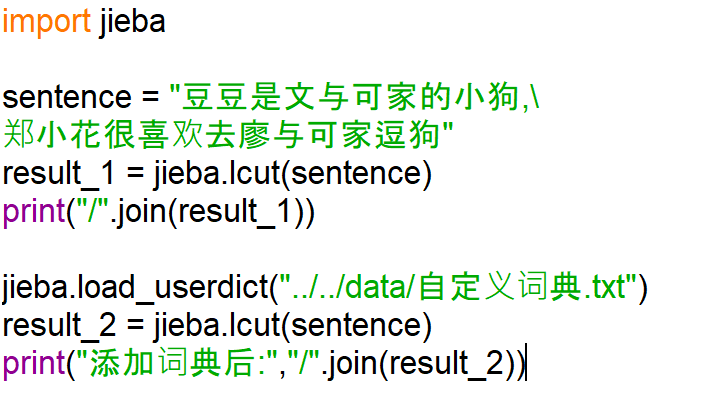 import jieba
sentence = "豆豆是文与可家的小狗,\
郑小花很喜欢去廖与可家逗狗"
result_1 = jieba.lcut(sentence)
print("/".join(result_1))
jieba.load_userdict("../../data/自定义词典.txt")
result_2 = jieba.lcut(sentence)
print("添加词典后:","/".join(result_2))